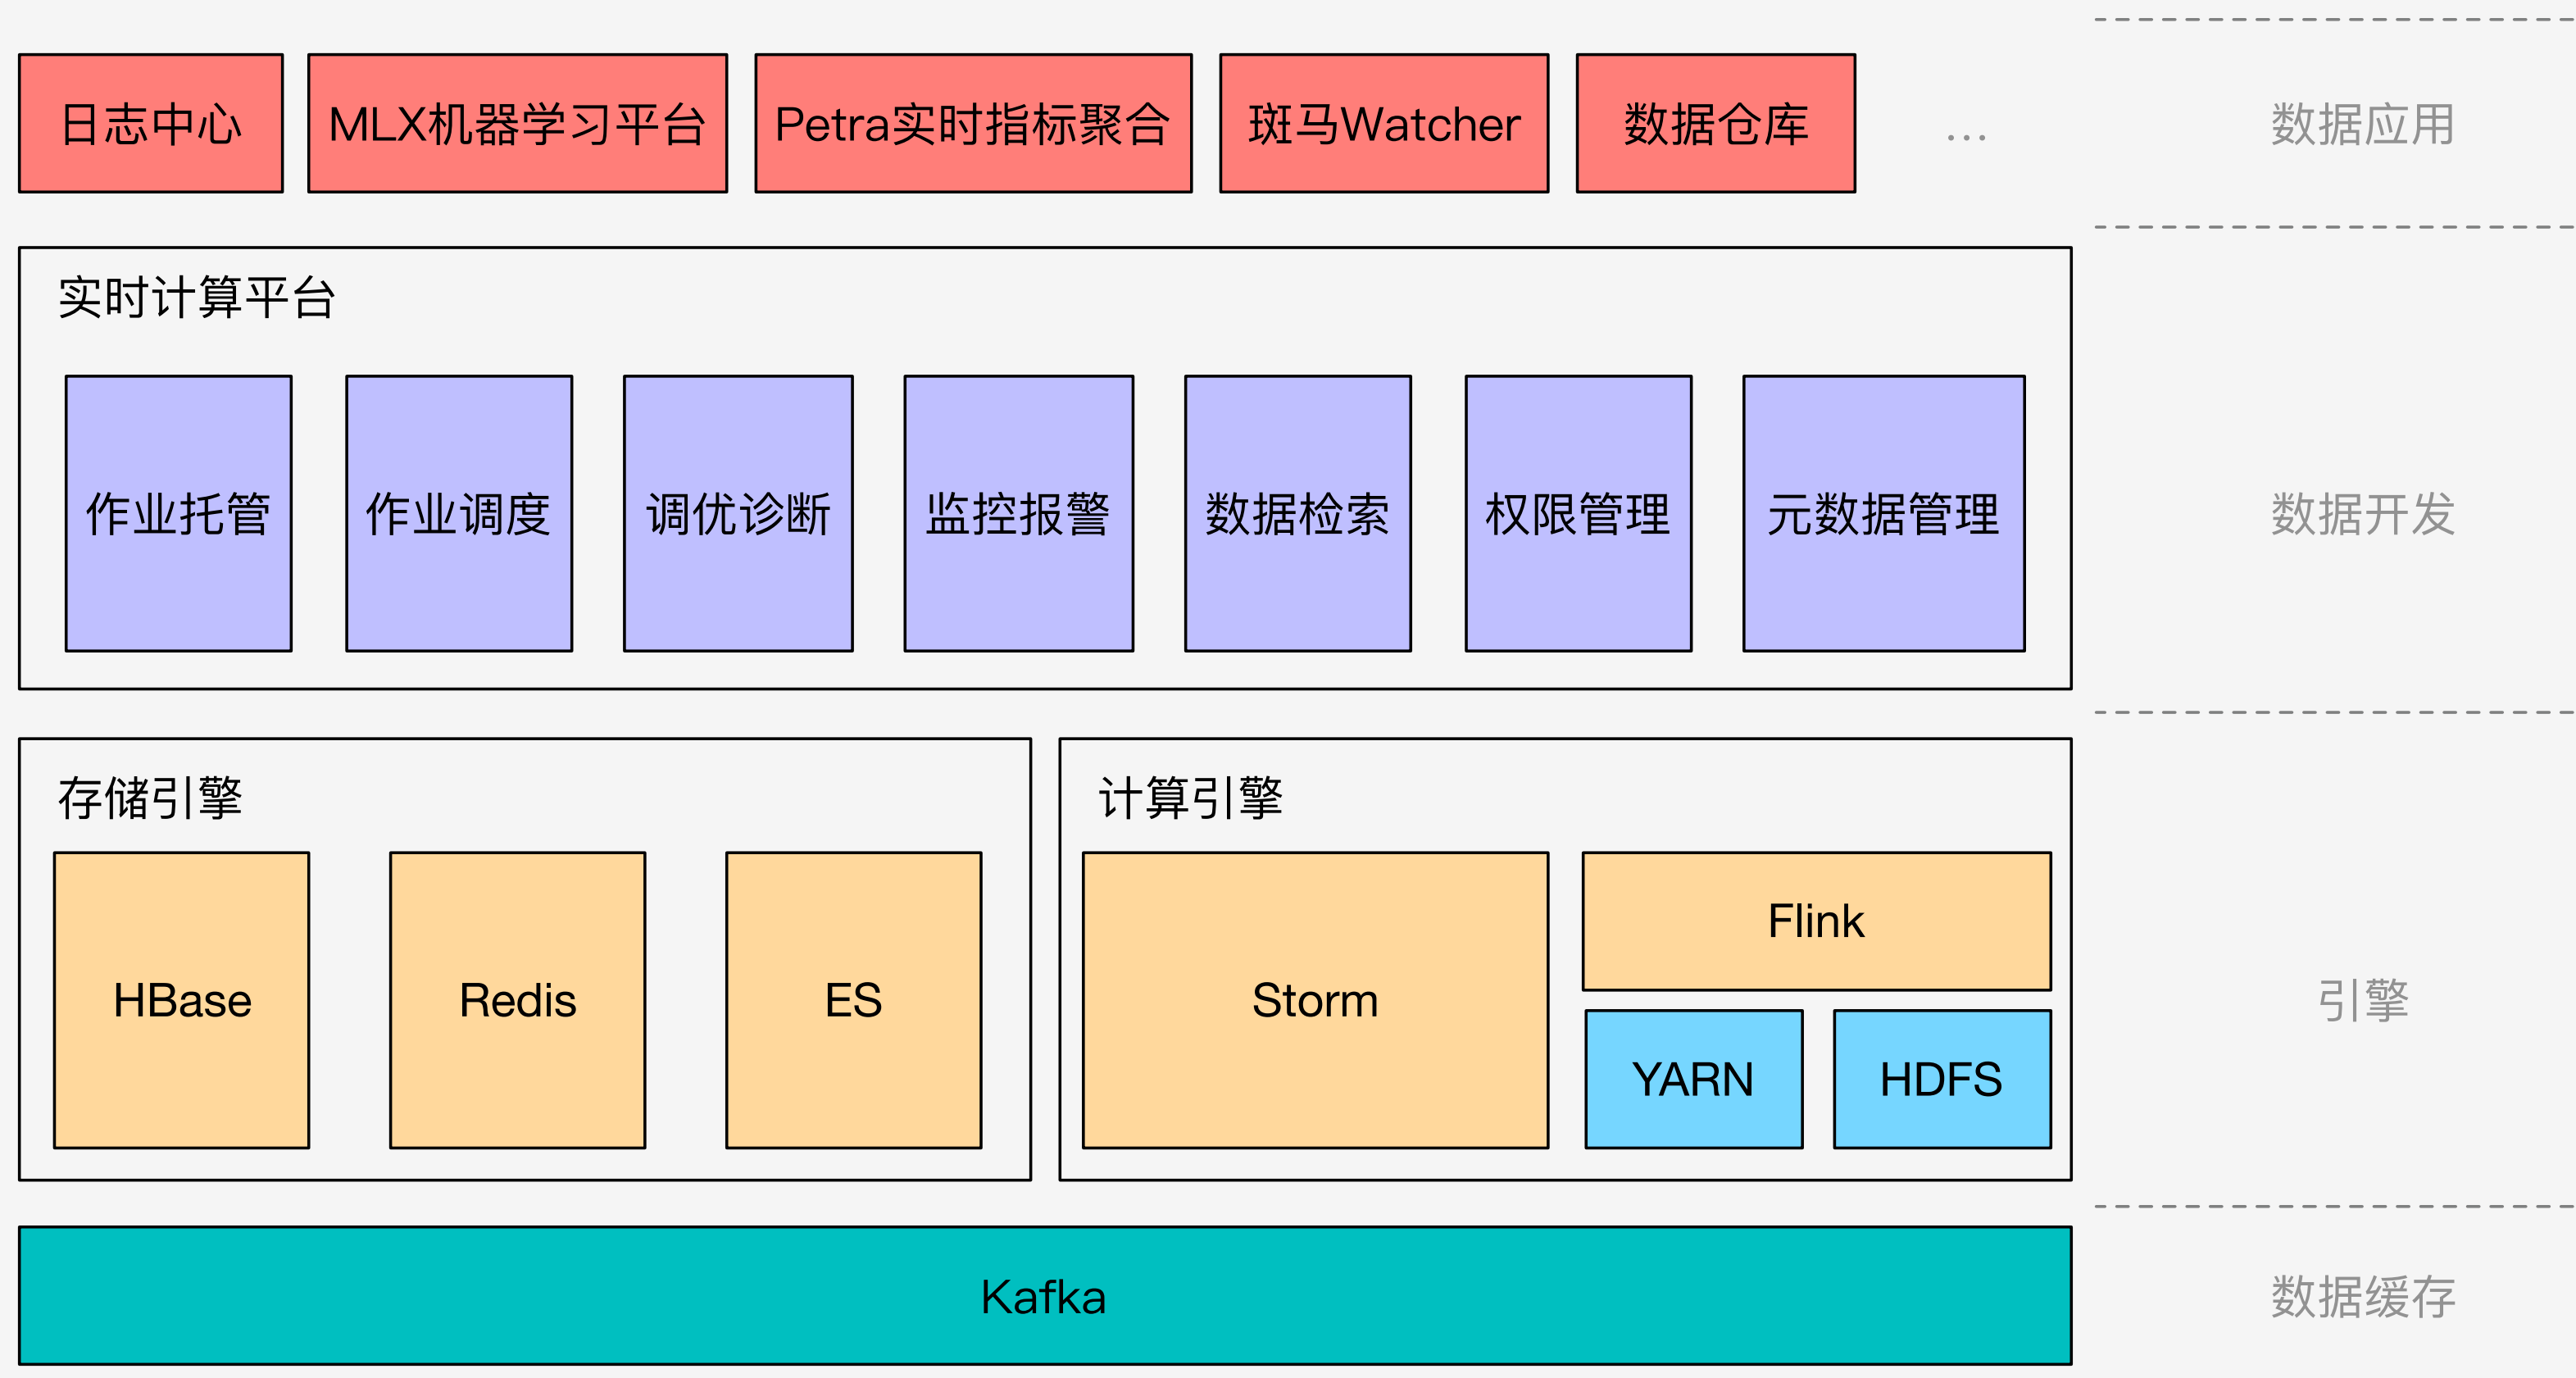 日志中心
MLX机器学习平台
Petra实时指标聚合
斑马Watcher
数据仓库
...
数据应用
实时计算平台
作业托管
作业调度
调优诊断
监控报警
数据检索
权限管理
元数据管理
数据开发
存储引擎
HBase
Redis
ES
计算引擎
Storm
Flink
YARN
HDFS
引擎
Kafka
数据缓存